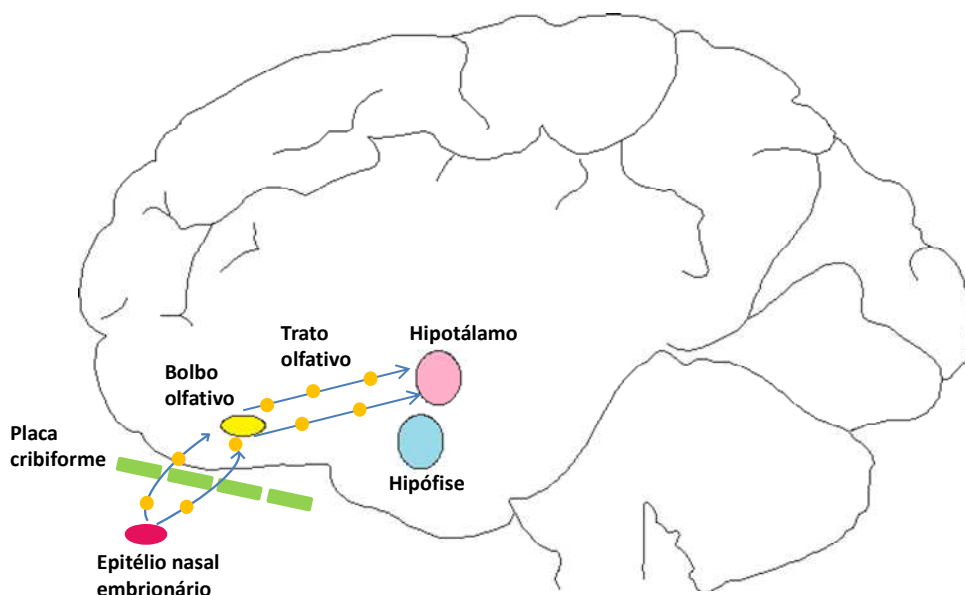 Trato
olfativo
Hipotálamo
Bolbo
olfativo
Placa
cribiforme
Hipófise
Epitélio nasal
embrionário